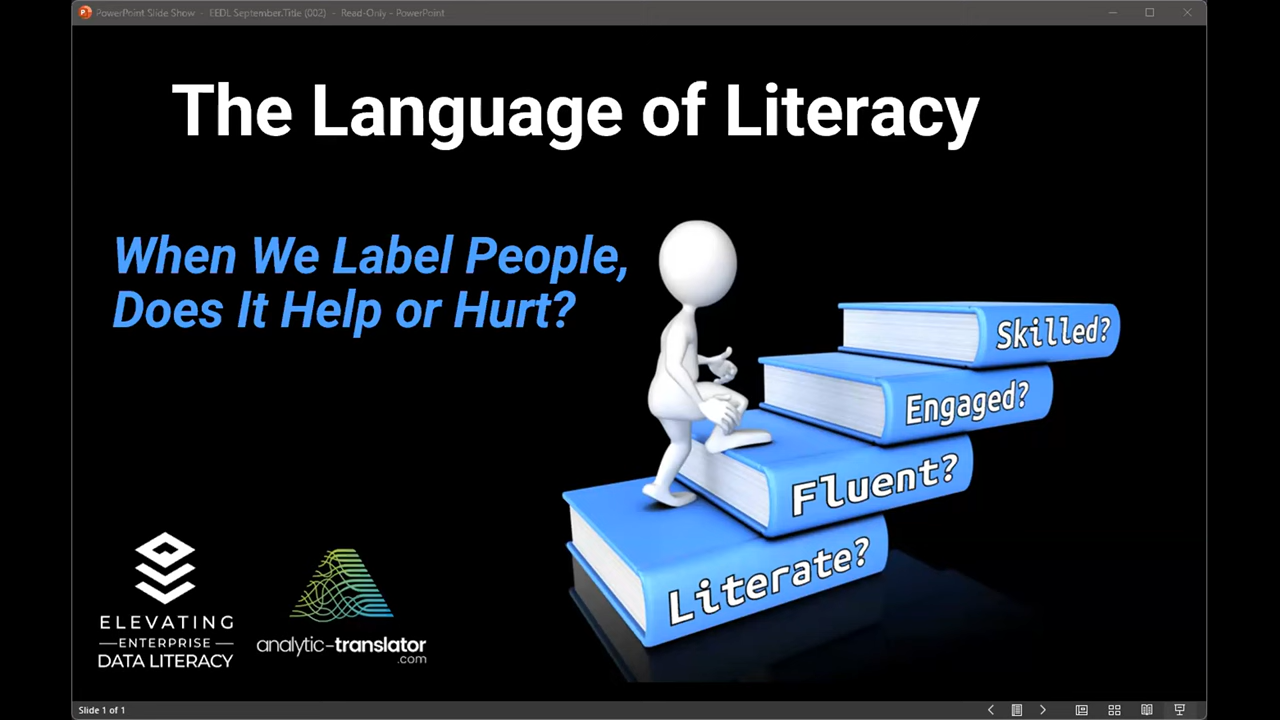 PowerPoint Slide Show - EEDL September.Title (002) - Read-Only - PowerPoint
The Language of Literacy
When We Label People,
Does It Help or Hurt?
Skilled?
Engaged?
Fluent?
Literate?
ELEVATING
ENTERPRISE
DATA LITERACY
analytic-translator
.com
Slide 1 of 1